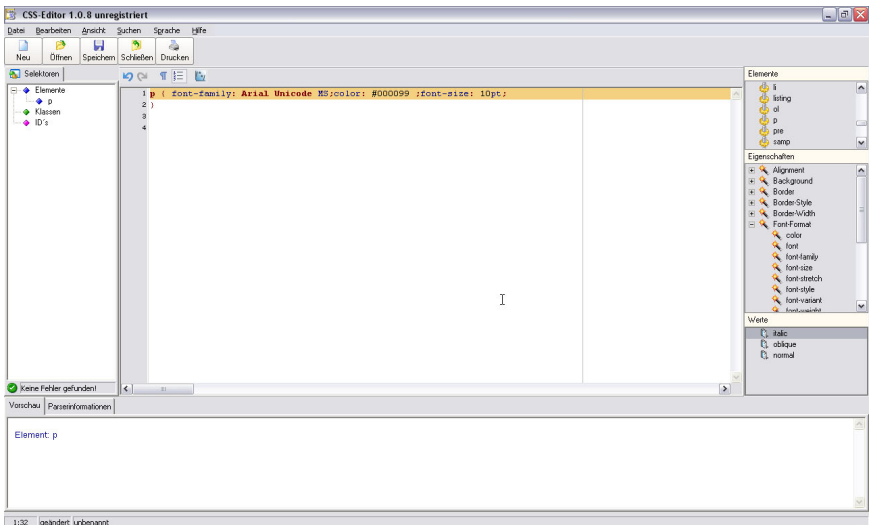 CSS-Editor 1.0.8 unregistriert
Datei Bearbeiten Ansicht Suchen Sprache Hilfe
Neu Öffnen Speichern Schließen Drucken
Selektoren
Elemente
p
Klassen
ID´s
Keine Fehler gefunden!
1 p { font-family: Arial Unicode MS;color: #000099 ;font-size: 10pt;
2 }
3
4
Elemente
li
listing
ol
p
pre
samp
Eigenschaften
Alignment
Background
Border
Border-Style
Border-Width
Font-Format
color
font
font-family
font-size
font-stretch
font-style
font-variant
font-weight
Werte
italic
oblique
normal
Vorschau Parserinformationen
Element: p
1:32 geändert unbenannt